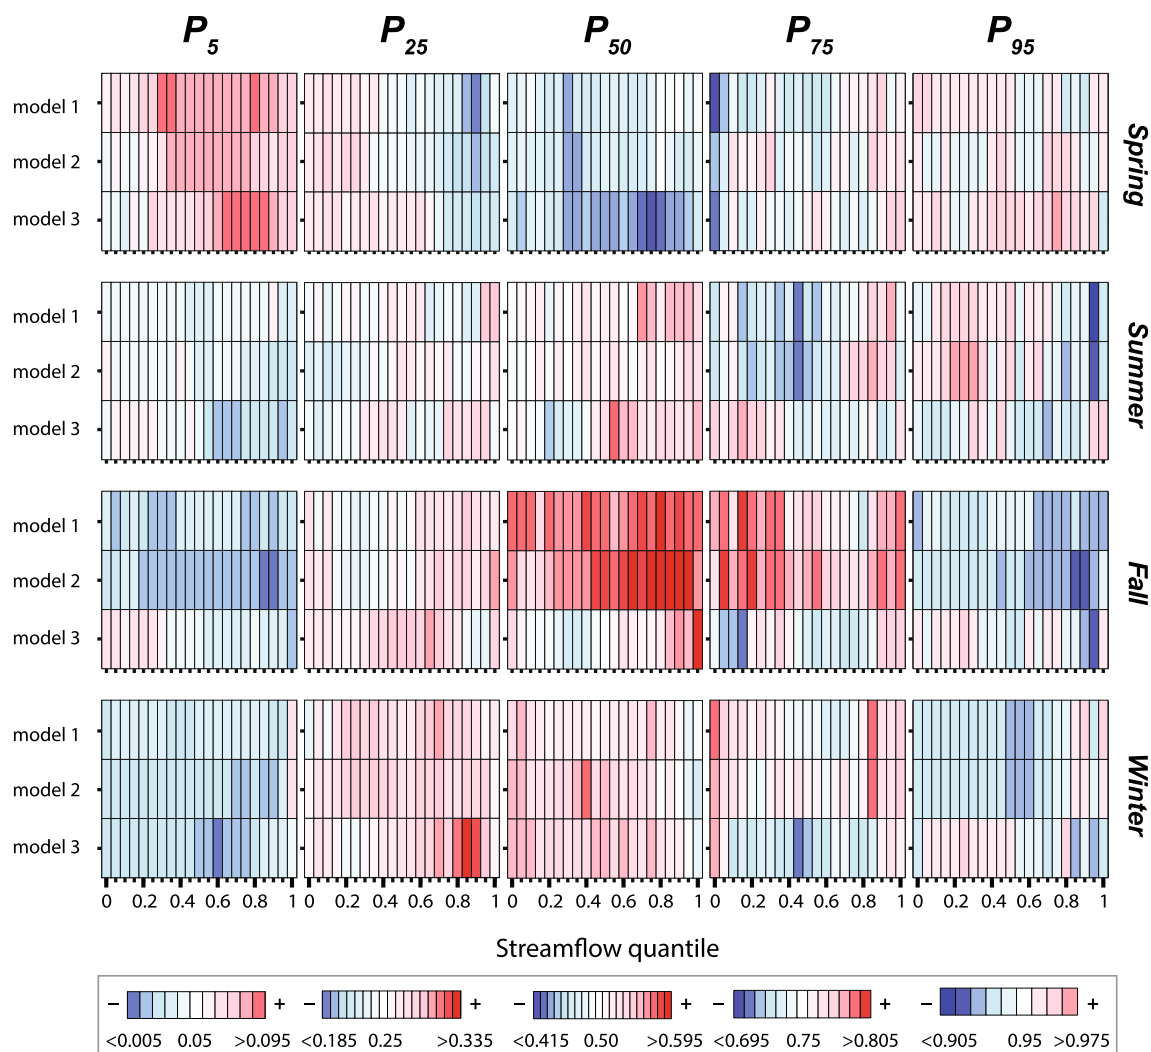 P5 P25 P50 P75 P95
model 1
model 2
model 3
Spring
model 1
model 2
model 3
Summer
model 1
model 2
model 3
Fall
model 1
model 2
model 3
Winter
0 0.2 0.4 0.6 0.8 1 0 0.2 0.4 0.6 0.8 1 0 0.2 0.4 0.6 0.8 1 0 0.2 0.4 0.6 0.8 1 0 0.2 0.4 0.6 0.8 1
Streamflow quantile
− + − + − + − + − +
<0.005 0.05 >0.095 <0.185 0.25 >0.335 <0.415 0.50 >0.595 <0.695 0.75 >0.805 <0.905 0.95 >0.975